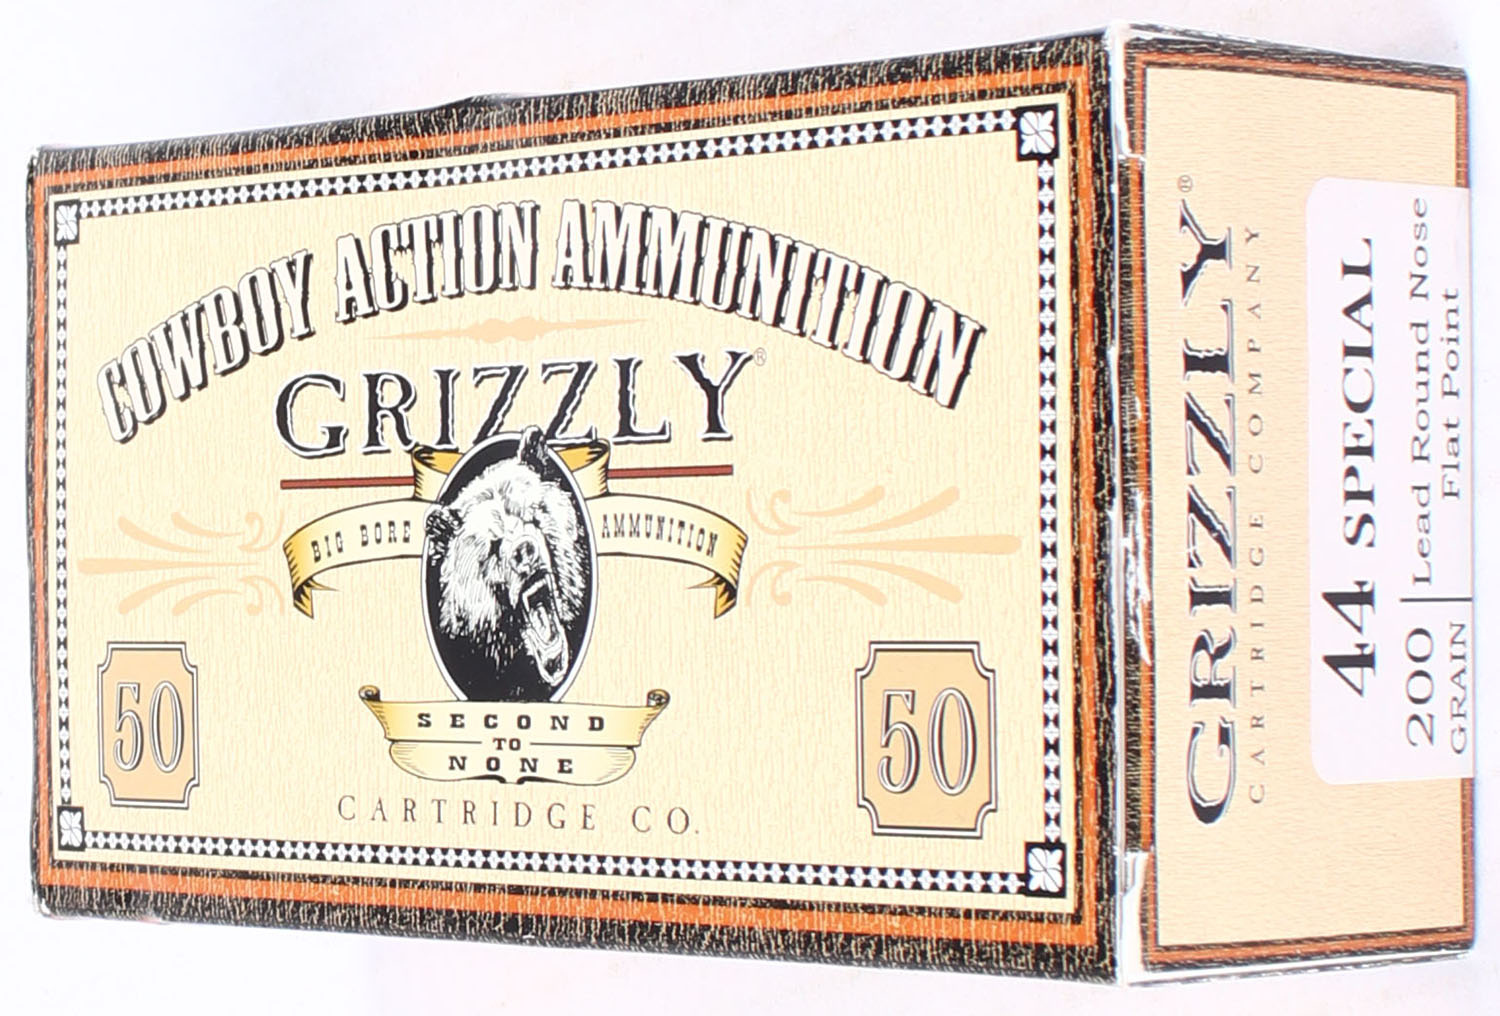 COWBOY ACTION AMMUNITION
GRIZZLY®
BIG BORE AMMUNITION
50
50
SECOND
TO
NONE
CARTRIDGE CO.
GRIZZLY®
CARTRIDGE COMPANY
44 SPECIAL
200 GRAIN
Lead Round Nose
Flat Point